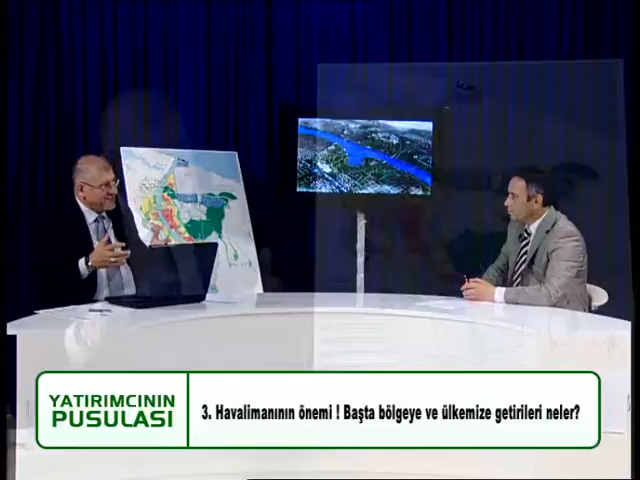 YATIRIMCININ
PUSULASI
3. Havalimanının önemi ! Başta bölgeye ve ülkemize getirileri neler?